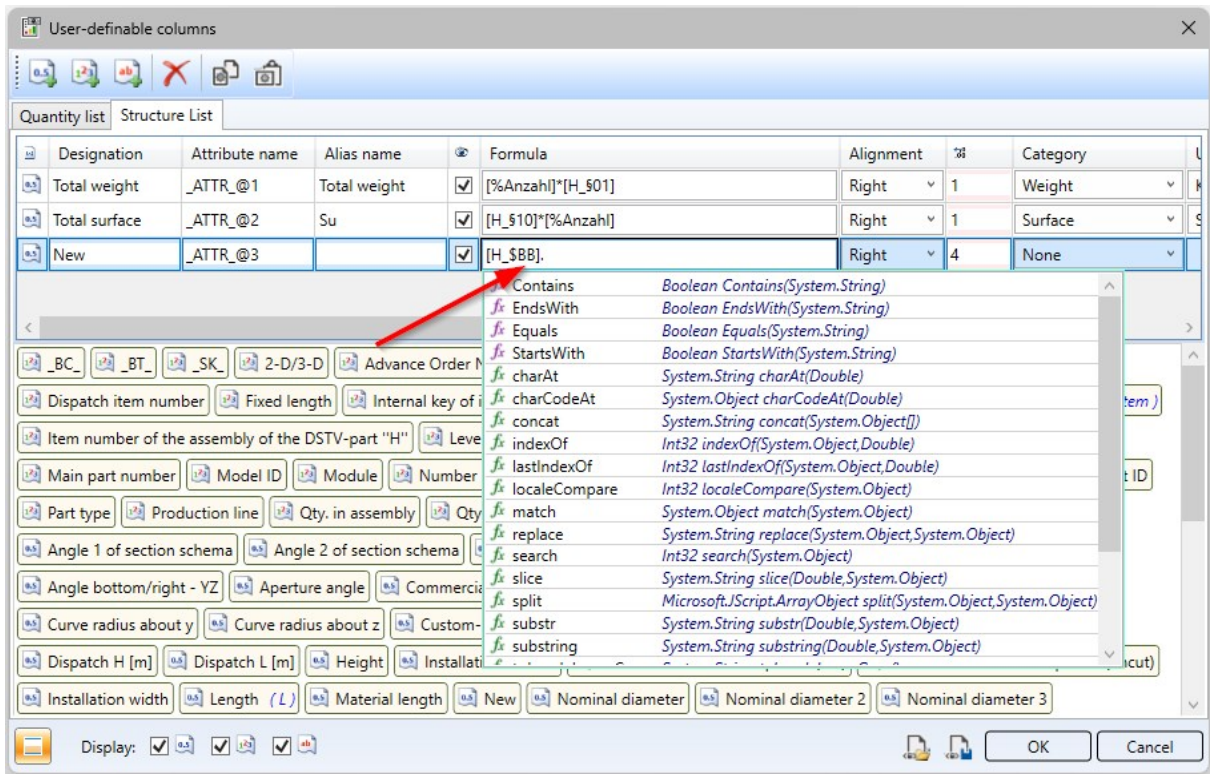 User-definable columns
Quantity list Structure List
Designation Attribute name Alias name Formula Alignment Category
Total weight _ATTR_@1 Total weight [%Anzahl]*[H_§01] Right 1 Weight
Total surface _ATTR_@2 Su [H_§10]*[%Anzahl] Right 1 Surface
New _ATTR_@3 [H_$BB]. Right 4 None
Contains Boolean Contains(System.String)
EndsWith Boolean EndsWith(System.String)
Equals Boolean Equals(System.String)
StartsWith Boolean StartsWith(System.String)
_BC_ _BT_ _SK_ 2-D/3-D Advance Order charAt System.String charAt(Double)
Dispatch item number Fixed length Internal key of charCodeAt System.Object charCodeAt(Double)
concat System.String concat(System.Object[])
Item number of the assembly of the DSTV-part "H" indexOf Int32 indexOf(System.Object,Double)
lastIndexOf Int32 lastIndexOf(System.Object,Double)
Main part number Model ID Module Number localeCompare Int32 localeCompare(System.Object) ID
Part type Production line Qty. in assembly Qty match System.Object match(System.Object)
replace System.String replace(System.Object,System.Object)
Angle 1 of section schema Angle 2 of section schema search Int32 search(System.Object)
Angle bottom/right - YZ Aperture angle slice System.String slice(Double,System.Object)
split Microsoft.JScript.ArrayObject split(System.Object,System.Object)
Curve radius about y Curve radius about z Custom- substr System.String substr(Double,System.Object)
substring System.String substring(Double,System.Object)
Dispatch H [m] Dispatch L [m] Height
Installation width Length (L) Material length New Nominal diameter Nominal diameter 2 Nominal diameter 3
Display: OK Cancel